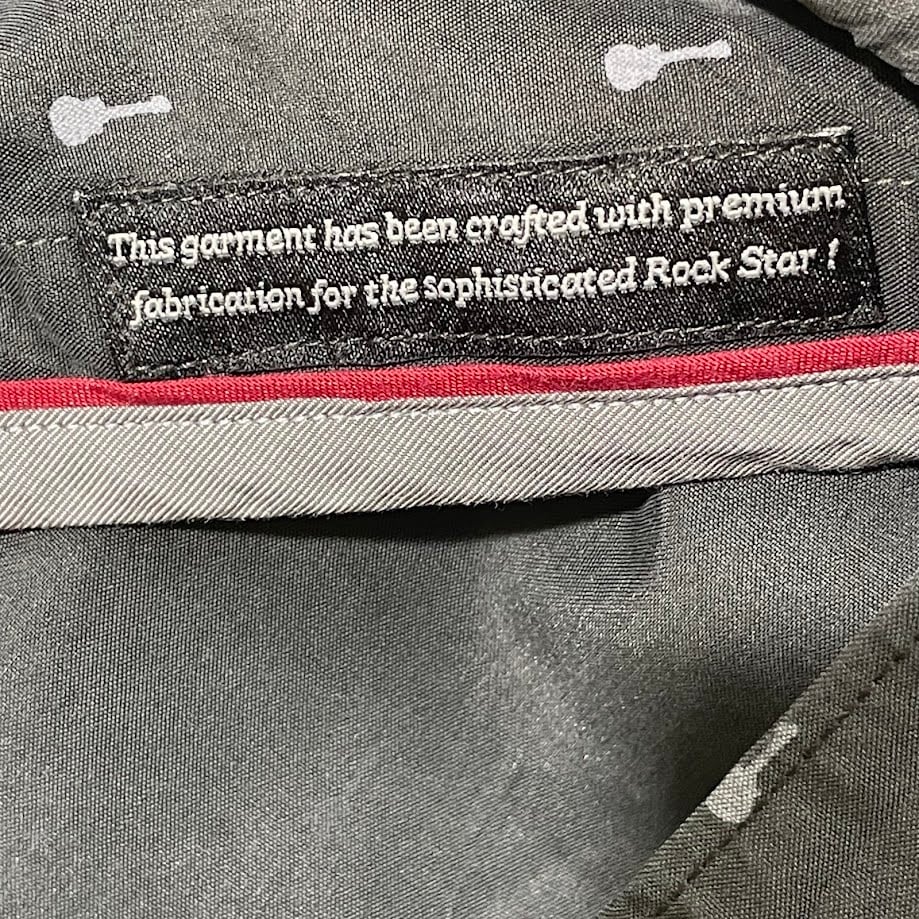 This garment has been crafted with premium
fabrication for the sophisticated Rock Star !